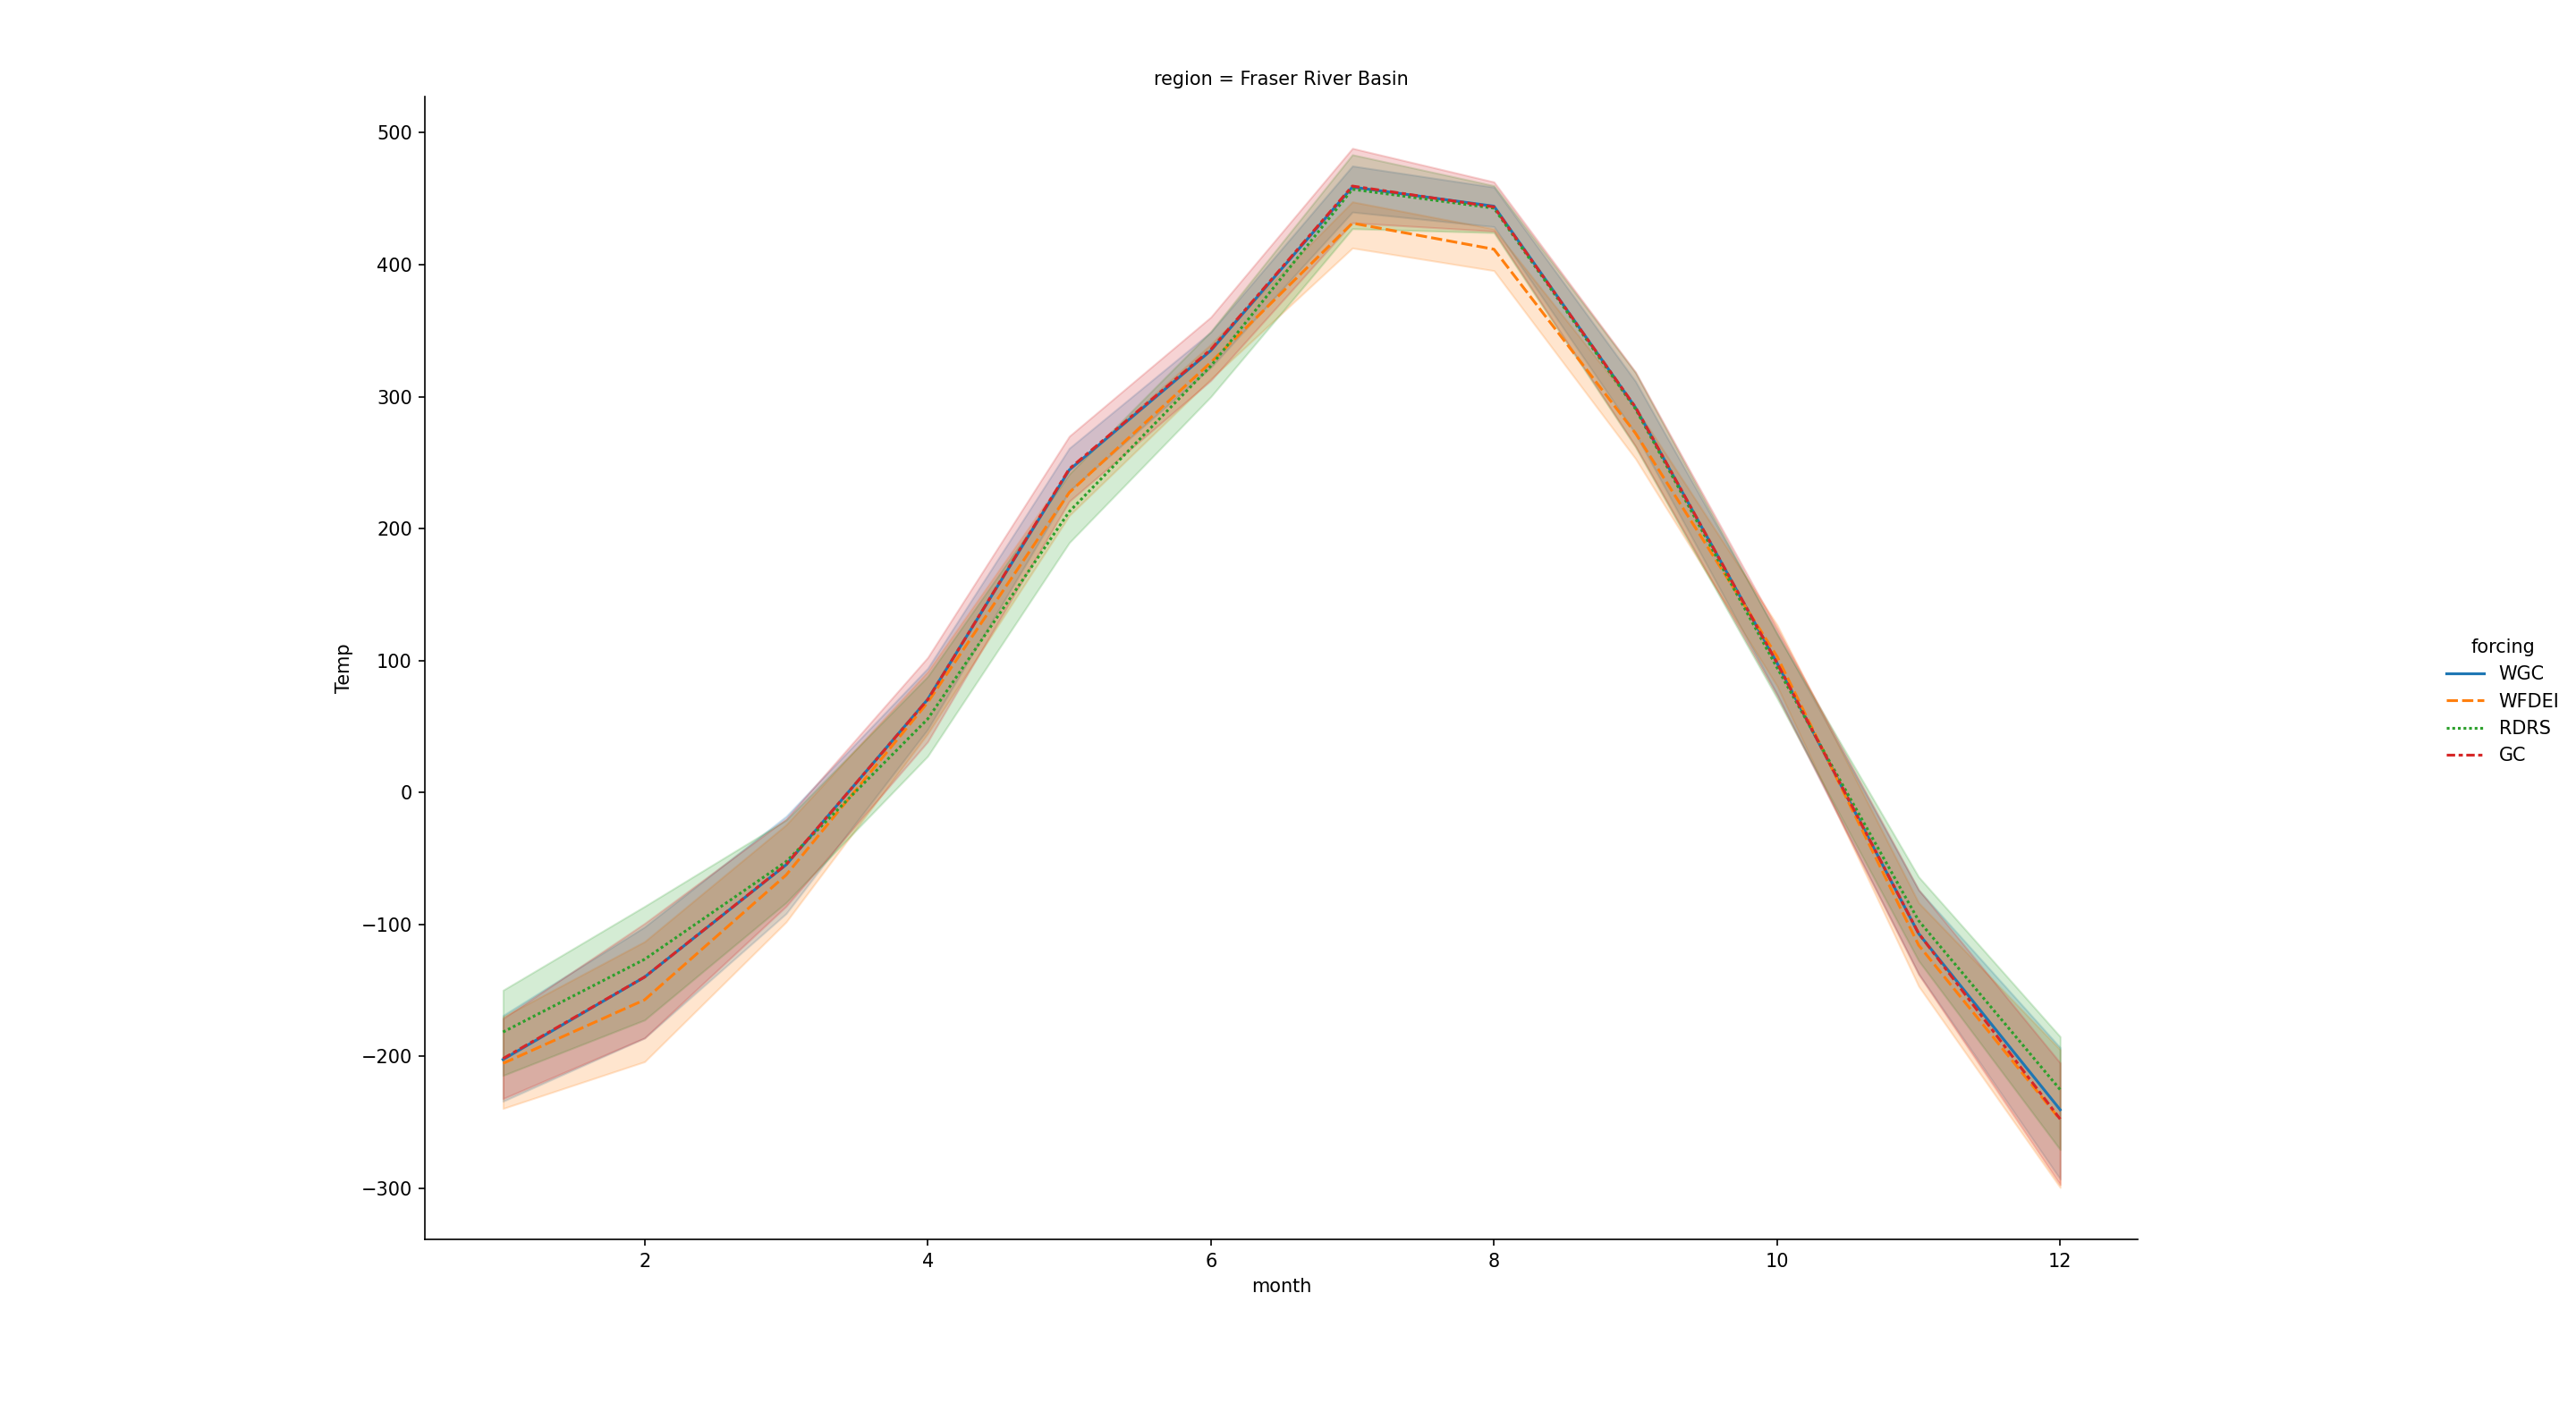 region = Fraser River Basin
500
400
300
200
100
0
−100
−200
−300
Temp
2 4 6 8 10 12
month
forcing
WGC
WFDEI
RDRS
GC